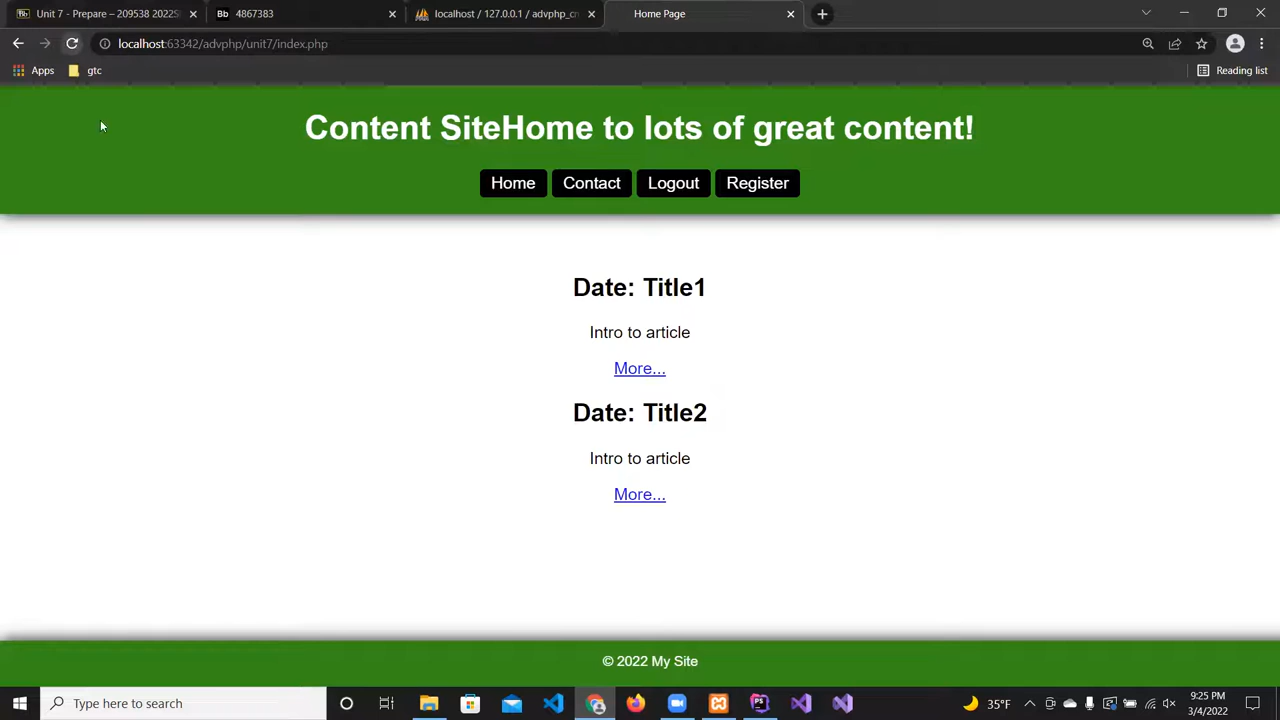 Unit 7 - Prepare – 209538 2022S
Bb 4867383
localhost / 127.0.0.1 / advphp_cm
Home Page
localhost:63342/advphp/unit7/index.php
Apps
gtc
Reading list
Content SiteHome to lots of great content!
Home Contact Logout Register
Date: Title1
Intro to article
More...
Date: Title2
Intro to article
More...
© 2022 My Site
Type here to search
35°F
9:25 PM
3/4/2022